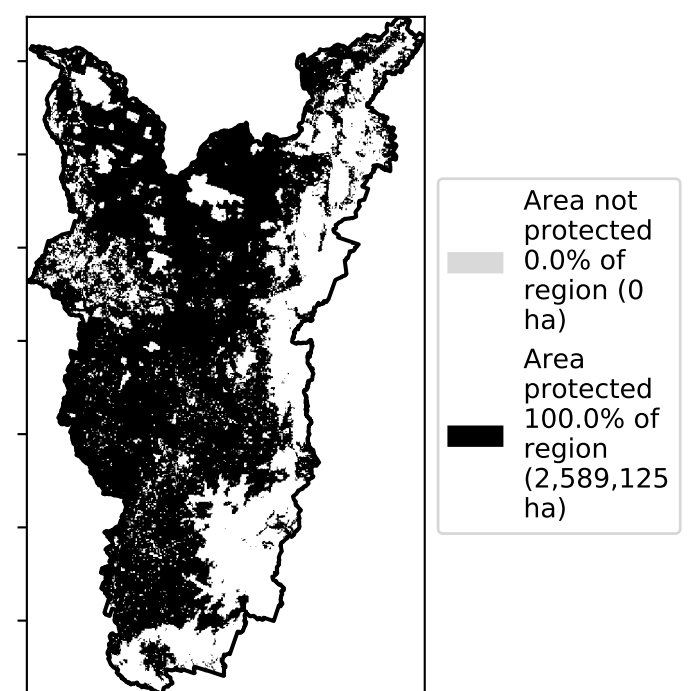 Area not
protected
0.0% of
region (0
ha)
Area
protected
100.0% of
region
(2,589,125
ha)